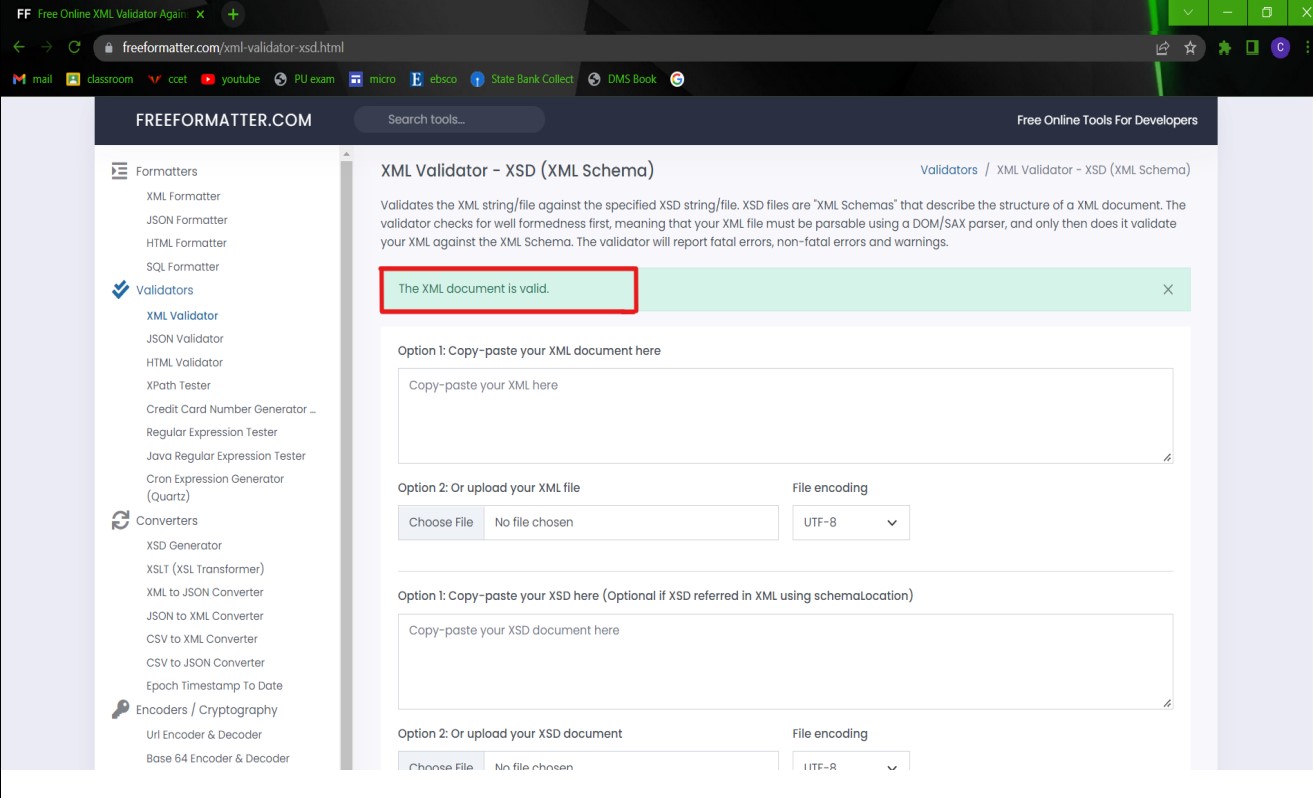 FF Free Online XML Validator Again
freeformatter.com/xml-validator-xsd.html
C
mail classroom ccet youtube PU exam micro E ebsco State Bank Collect DMS Book G
FREEFORMATTER.COM
Search tools...
Free Online Tools For Developers
Formatters
XML Formatter
JSON Formatter
HTML Formatter
SQL Formatter
Validators
XML Validator
JSON Validator
HTML Validator
XPath Tester
Credit Card Number Generator ...
Regular Expression Tester
Java Regular Expression Tester
Cron Expression Generator
(Quartz)
Converters
XSD Generator
XSLT (XSL Transformer)
XML to JSON Converter
JSON to XML Converter
CSV to XML Converter
CSV to JSON Converter
Epoch Timestamp To Date
Encoders / Cryptography
Url Encoder & Decoder
Base 64 Encoder & Decoder
XML Validator - XSD (XML Schema)
Validators / XML Validator - XSD (XML Schema)
Validates the XML string/file against the specified XSD string/file. XSD files are "XML Schemas" that describe the structure of a XML document. The
validator checks for well formedness first, meaning that your XML file must be parsable using a DOM/SAX parser, and only then does it validate
your XML against the XML Schema. The validator will report fatal errors, non-fatal errors and warnings.
The XML document is valid.
Option 1: Copy-paste your XML document here
Copy-paste your XML here
Option 2: Or upload your XML file
File encoding
Choose File No file chosen
UTF-8
Option 1: Copy-paste your XSD here (Optional if XSD referred in XML using schemaLocation)
Copy-paste your XSD document here
Option 2: Or upload your XSD document
File encoding
Choose File No file chosen
UTF-8